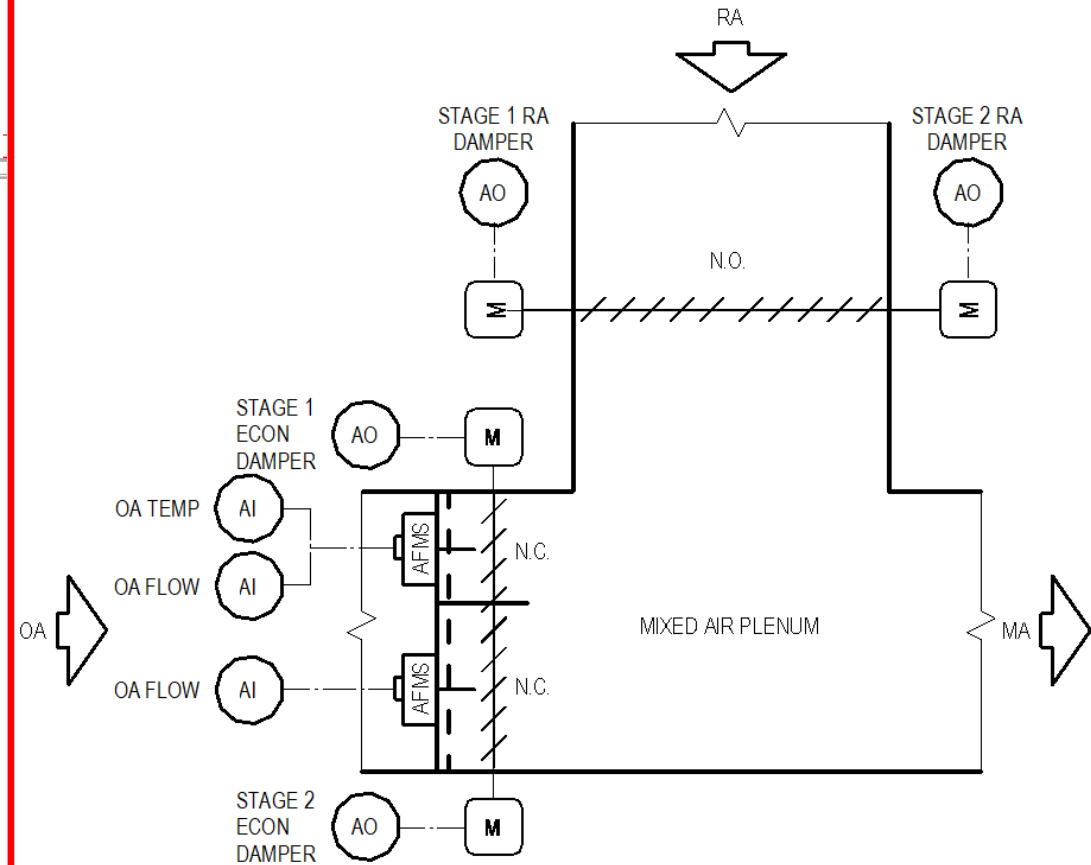 RA
STAGE 1 RA
DAMPER
STAGE 2 RA
DAMPER
AO
AO
N.O.
M
M
STAGE 1
ECON
DAMPER
AO
M
OA TEMP
AI
AFMS
N.C.
OA FLOW
AI
OA
MIXED AIR PLENUM
MA
OA FLOW
AI
AFMS
N.C.
STAGE 2
ECON
DAMPER
AO
M